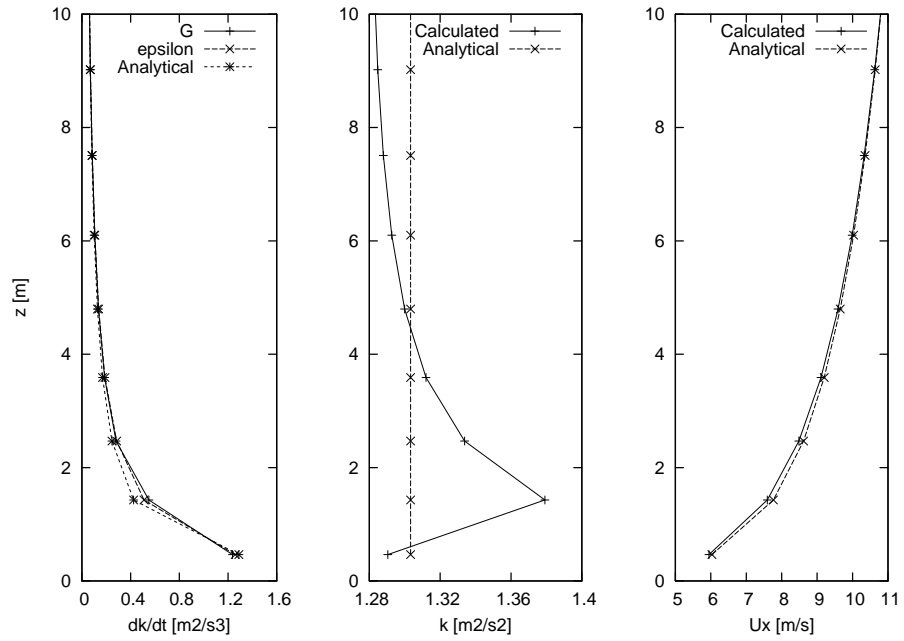 z [m]
10
8
6
4
2
0
G
epsilon
Analytical
0 0.4 0.8 1.2 1.6
dk/dt [m2/s3]
10
8
6
4
2
0
Calculated
Analytical
1.28 1.32 1.36 1.4
k [m2/s2]
10
8
6
4
2
0
Calculated
Analytical
5 6 7 8 9 10 11
Ux [m/s]